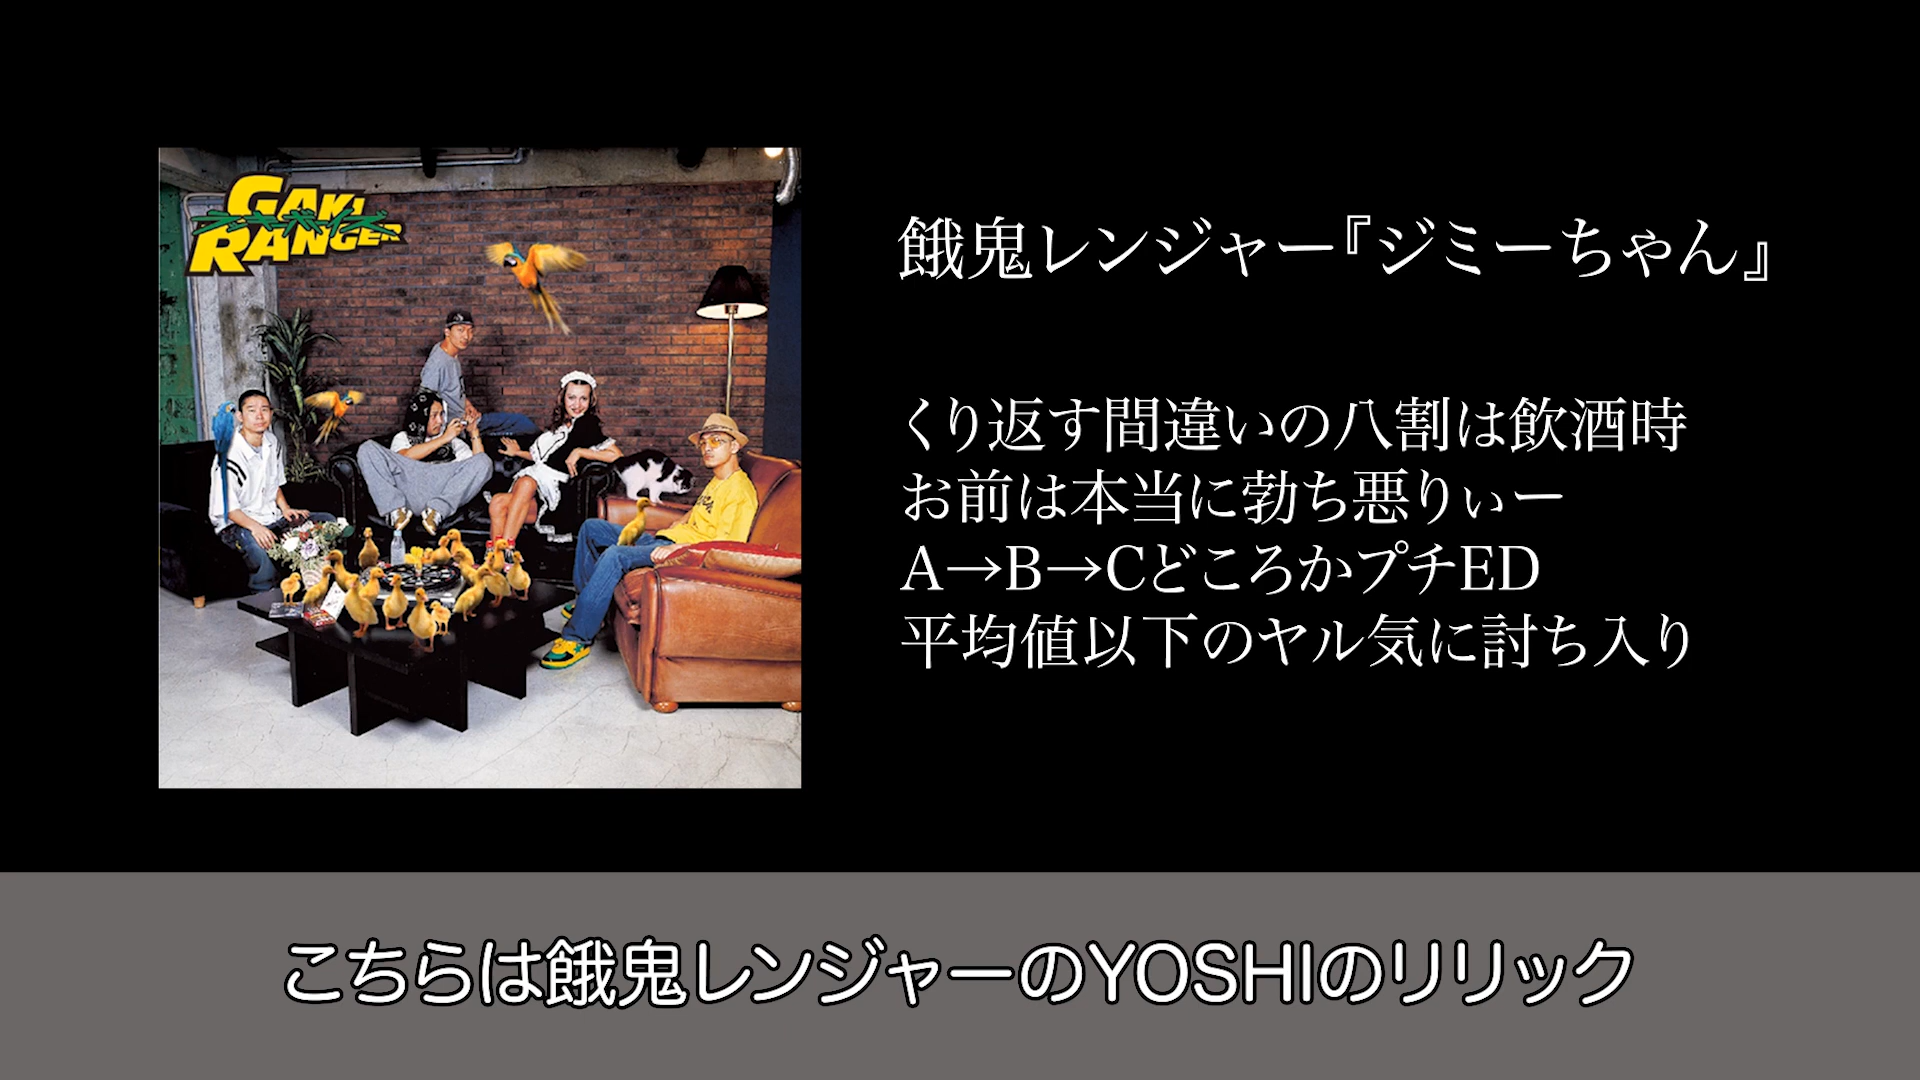 GAKI
RANGER
餓鬼レンジャー『ジミーちゃん』
くり返す間違いの八割は飲酒時
お前は本当に勃ち悪りぃー
A→B→CどころかプチED
平均値以下のヤル気に討ち入り
こちらは餓鬼レンジャーのYOSHIのリリック